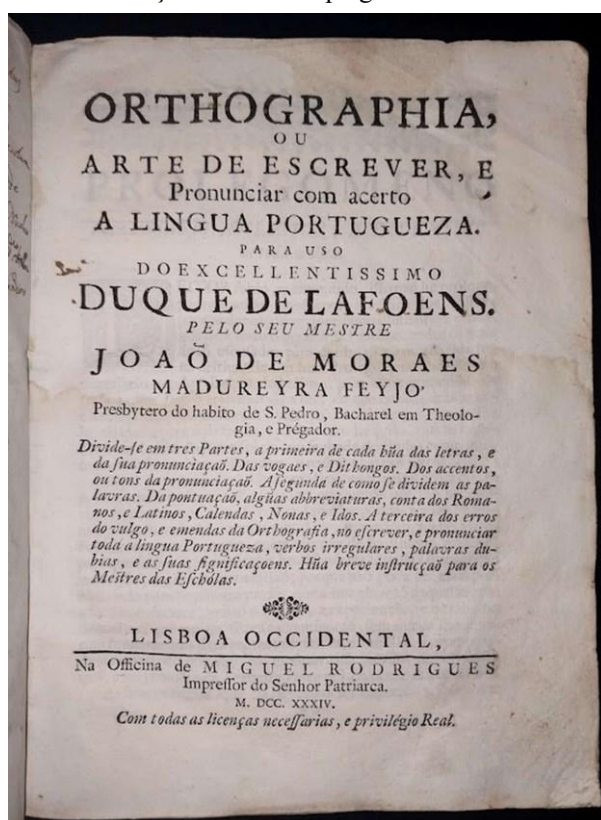 ORTHOGRAPHIA,
OU
ARTE DE ESCREVER, E
Pronunciar com acerto
A LINGUA PORTUGUEZA.
PARA USO
DO EXCELLENTISSIMO
DUQUE DE LAFOENS.
PELO SEU MESTRE
JOAÕ DE MORAES
MADUREYRA FEYJO'
Presbytero do habito de S. Pedro, Bacharel em Theolo-
gia, e Prégador.
Divide-ſe em tres Partes, a primeira de cada hũa das letras, e
da ſua pronunciaçaõ. Das vogaes, e Dithongos. Dos accentos,
ou tons da pronunciaçaõ. A ſegunda de como ſe dividem as pa-
lavras. Da pontuaçaõ, algũas abbreviaturas, conta dos Roma-
nos, e Latinos, Calendas, Nonas, e Idos. A terceira dos erros
do vulgo, e emendas da Orthografia, no eſcrever, e pronunciar
toda a lingua Portugueza, verbos irregulares, palavras du-
bias, e as ſuas ſignificaçoens. Hũa breve inſtrucçaõ para os
Meſtres das Eſchólas.
LISBOA OCCIDENTAL,
Na Officina de MIGUEL RODRIGUES
Impreſſor do Senhor Patriarca.
M. DCC. XXXIV.
Com todas as licenças neceſſarias, e privilégio Real.